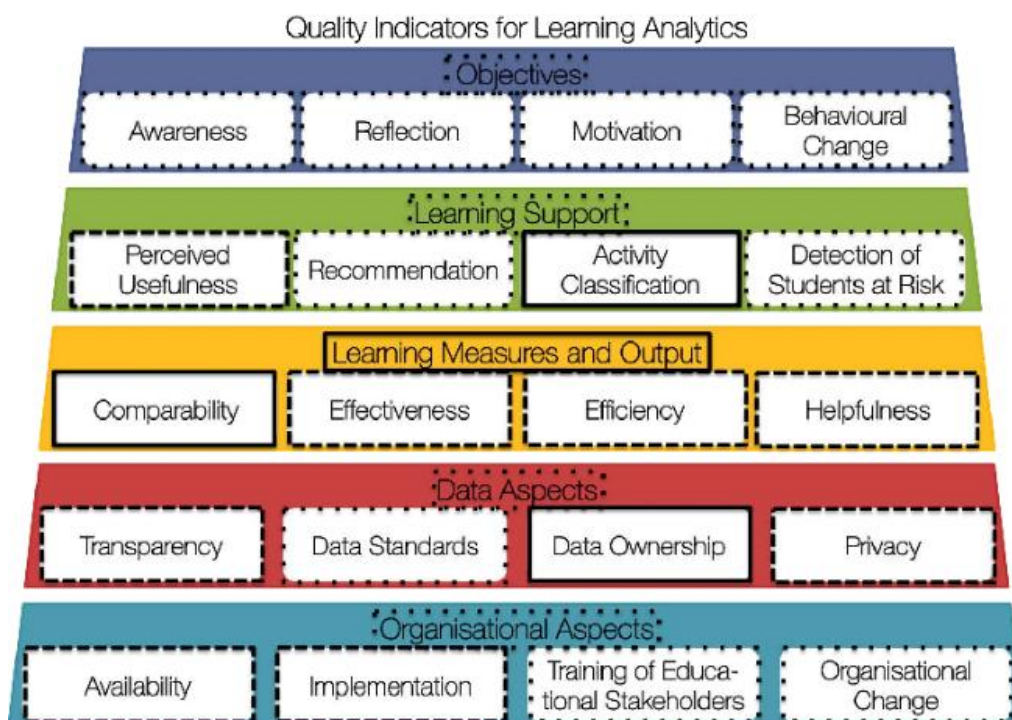 Quality Indicators for Learning Analytics
Objectives
Awareness
Reflection
Motivation
Behavioural
Change
Learning Support
Perceived
Usefulness
Recommendation
Activity
Classification
Detection of
Students at Risk
Learning Measures and Output
Comparability
Effectiveness
Efficiency
Helpfulness
Data Aspects
Transparency
Data Standards
Data Ownership
Privacy
Organisational Aspects
Availability
Implementation
Training of Educa-
tional Stakeholders
Organisational
Change